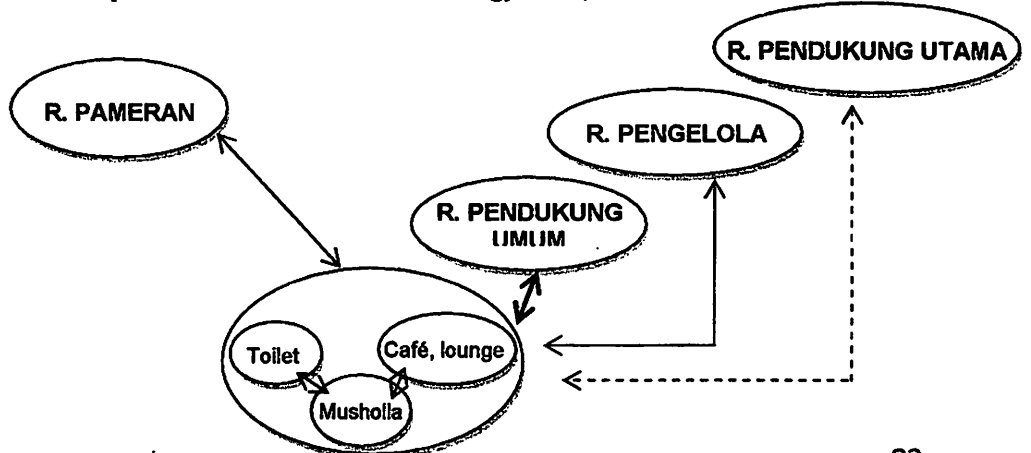 R. PENDUKUNG UTAMA
R. PAMERAN
R. PENGELOLA
R. PENDUKUNG
UMUM
Toilet
Café, lounge
Musholla